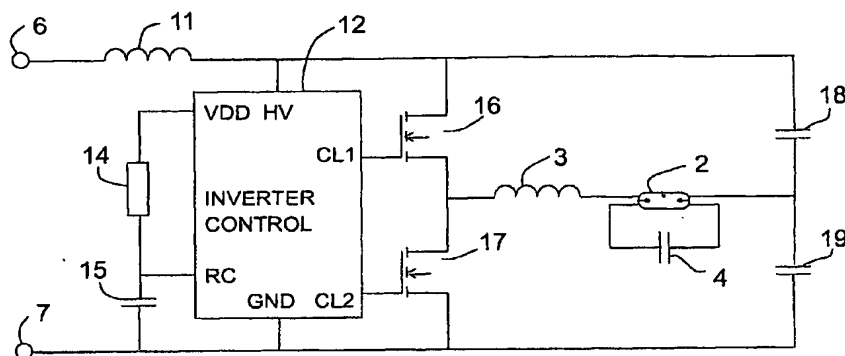 6
11
12
VDD HV
16
18
14
CL1
3
2
INVERTER
CONTROL
17
15
RC
4
19
GND CL2
7